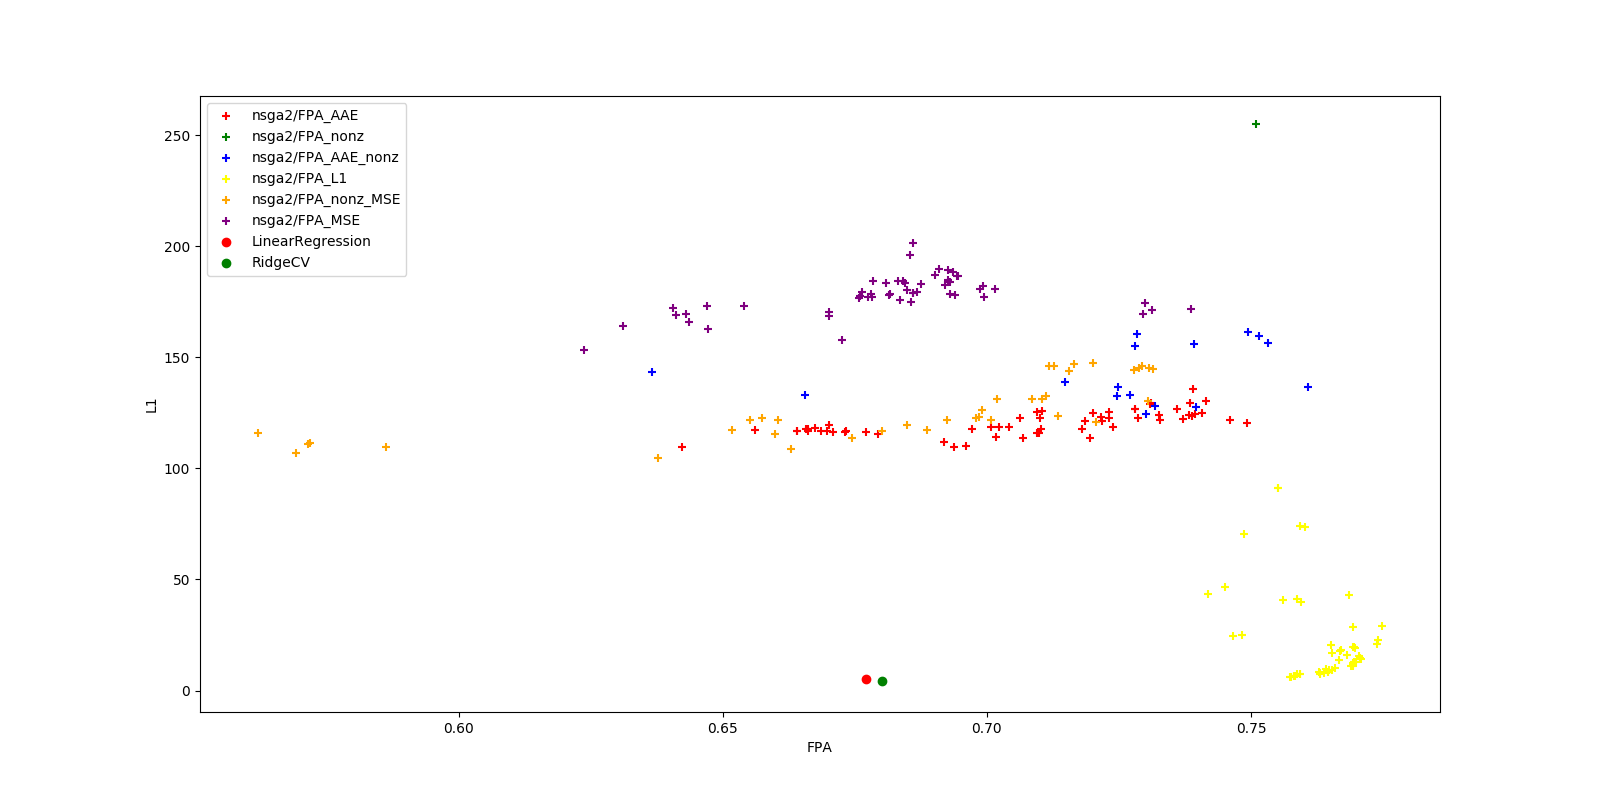 nsga2/FPA_AAE
nsga2/FPA_nonz
nsga2/FPA_AAE_nonz
nsga2/FPA_L1
nsga2/FPA_nonz_MSE
nsga2/FPA_MSE
LinearRegression
RidgeCV
250
200
150
100
50
0
L1
0.60 0.65 0.70 0.75
FPA